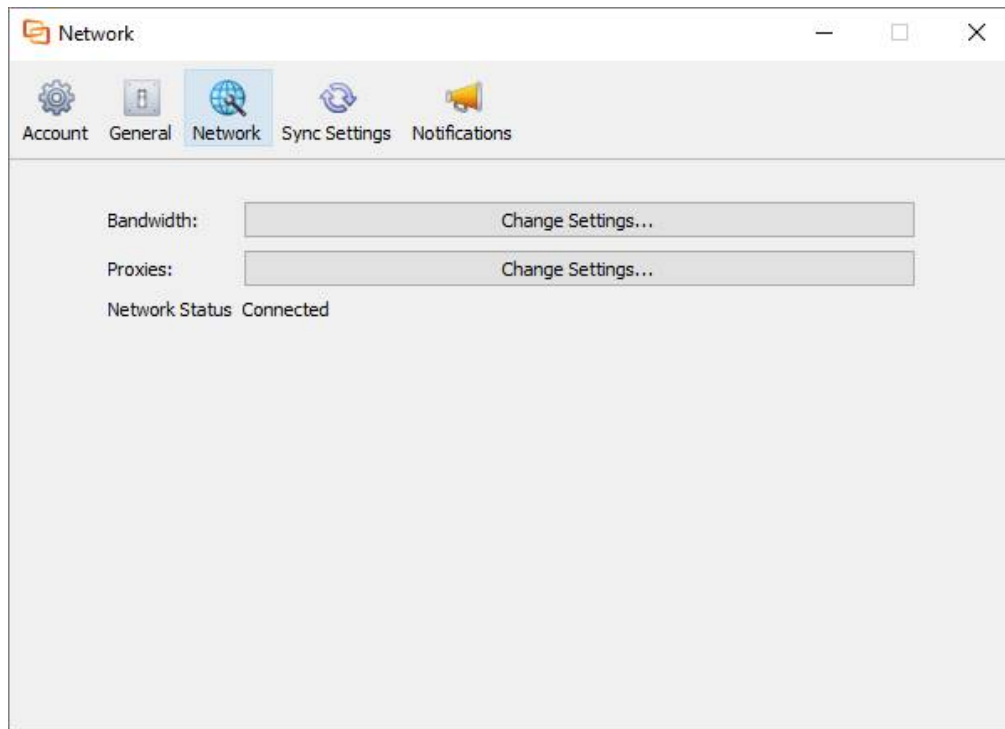 Network
Account General Network Sync Settings Notifications
Bandwidth: Change Settings...
Proxies: Change Settings...
Network Status Connected